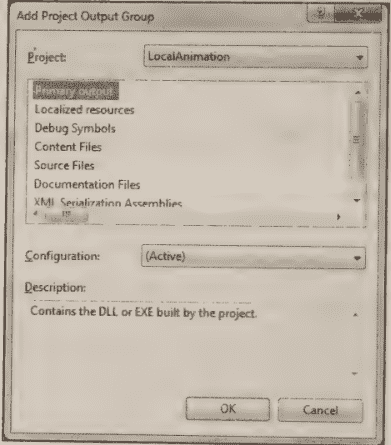 Add Project Output Group
Project: LocalAnimation
Primary output
Localized resources
Debug Symbols
Content Files
Source Files
Documentation Files
XML Serialization Assemblies
Configuration: (Active)
Description:
Contains the DLL or EXE built by the project.
OK Cancel